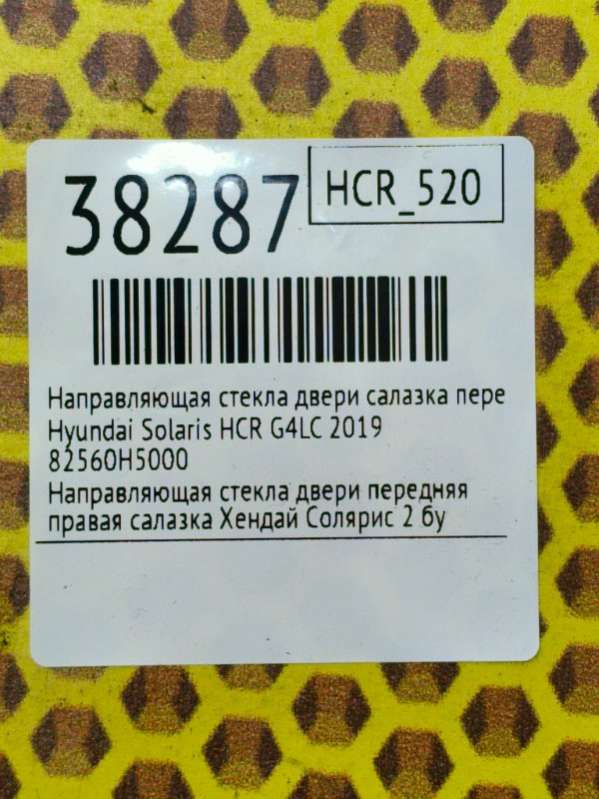 38287
HCR_520
Направляющая стекла двери салазка пере
Hyundai Solaris HCR G4LC 2019
82560H5000
Направляющая стекла двери передняя
правая салазка Хендай Солярис 2 бу